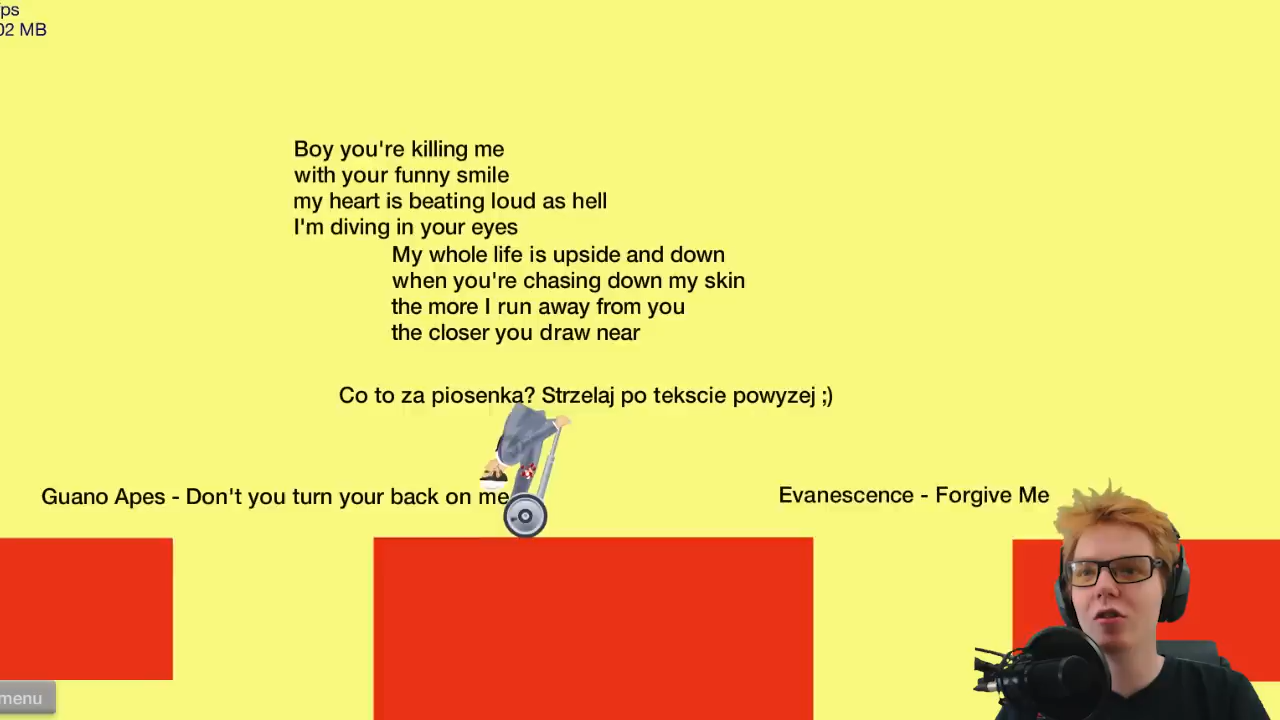 ps
02 MB
Boy you're killing me
with your funny smile
my heart is beating loud as hell
I'm diving in your eyes
My whole life is upside and down
when you're chasing down my skin
the more I run away from you
the closer you draw near
Co to za piosenka? Strzelaj po tekscie powyzej ;)
Guano Apes - Don't you turn your back on me
Evanescence - Forgive Me
menu